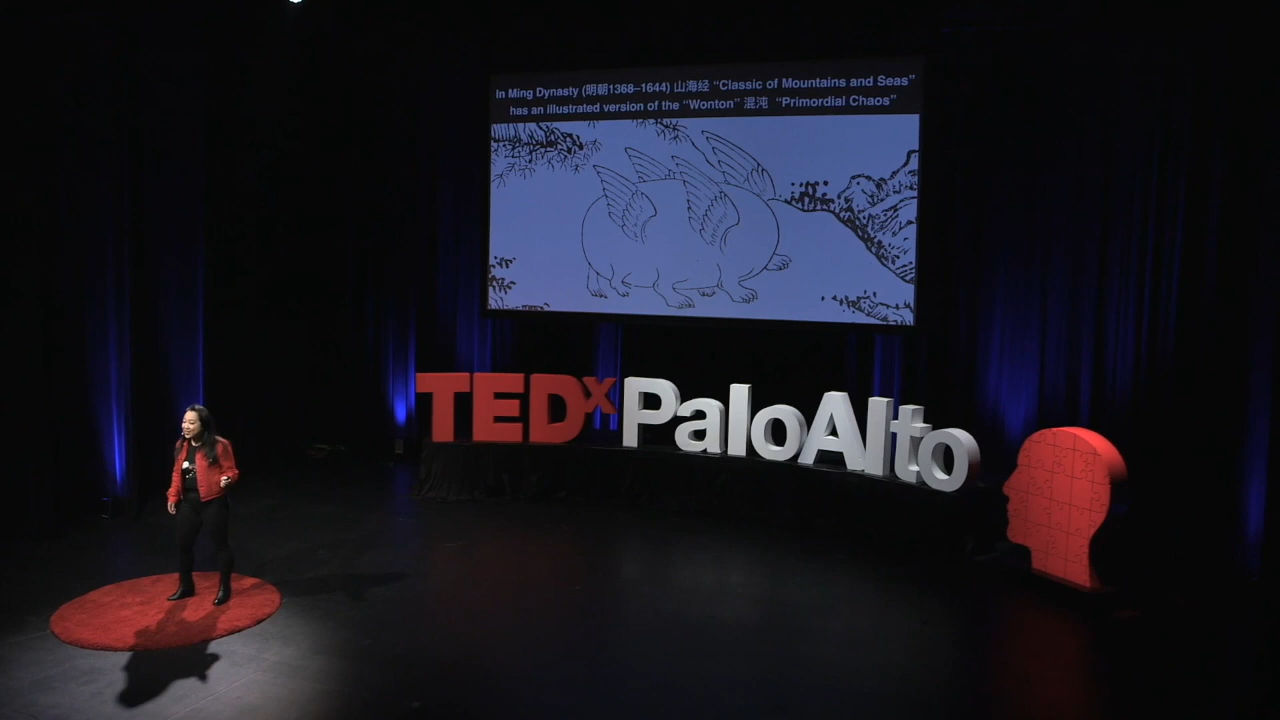 In Ming Dynasty (明朝1368–1644) 山海经 “Classic of Mountains and Seas”
has an illustrated version of the “Wonton” 混沌 “Primordial Chaos”
TEDx PaloAlto